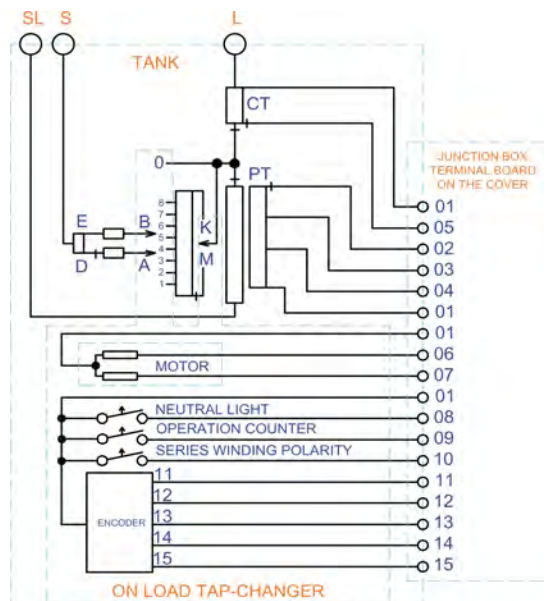 SL S L
TANK
CT
JUNCTION BOX
TERMINAL BOARD
ON THE COVER
0
PT
01
05
8
7
6
5
4
3
2
1
E B K
D A M
02
03
04
01
01
MOTOR
06
07
01
NEUTRAL LIGHT
08
OPERATION COUNTER
09
SERIES WINDING POLARITY
10
ENCODER
11 11
12 12
13 13
14 14
15 15
ON LOAD TAP-CHANGER